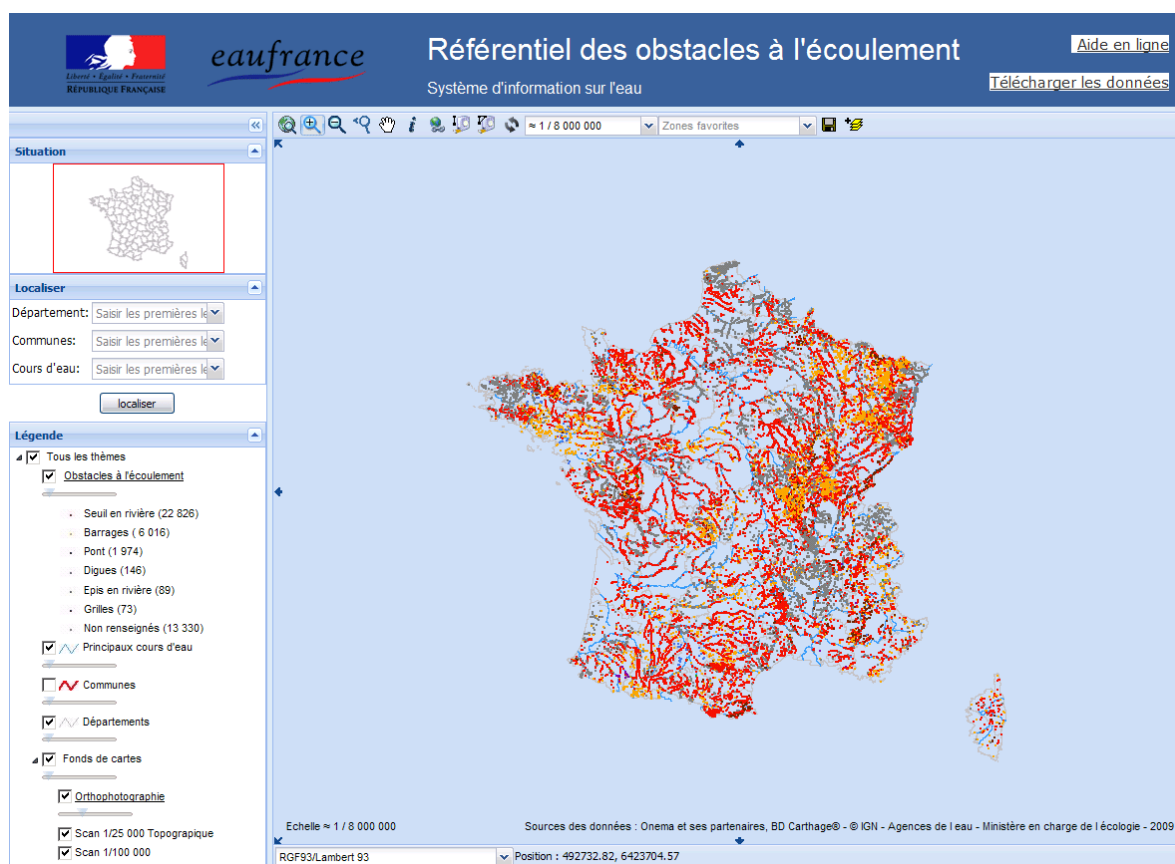 Référentiel des obstacles à l'écoulement
Système d'information sur l'eau
Liberté • Égalité • Fraternité
RÉPUBLIQUE FRANÇAISE
eaufrance
Aide en ligne
Télécharger les données
≈ 1 / 8 000 000
Zones favorites
Situation
Localiser
Département: Saisir les premières le
Communes: Saisir les premières le
Cours d'eau: Saisir les premières le
localiser
Légende
Tous les thèmes
Obstacles à l'écoulement
Seuil en rivière (22 826)
Barrages ( 6 016)
Pont (1 974)
Digues (146)
Epis en rivière (89)
Grilles (73)
Non renseignés (13 330)
Principaux cours d'eau
Communes
Départements
Fonds de cartes
Orthophotographie
Scan 1/25 000 Topograpique
Scan 1/100 000
Echelle ≈ 1 / 8 000 000
Sources des données : Onema et ses partenaires, BD Carthage® - © IGN - Agences de l eau - Ministère en charge de l écologie - 2009
RGF93/Lambert 93
Position : 492732.82, 6423704.57